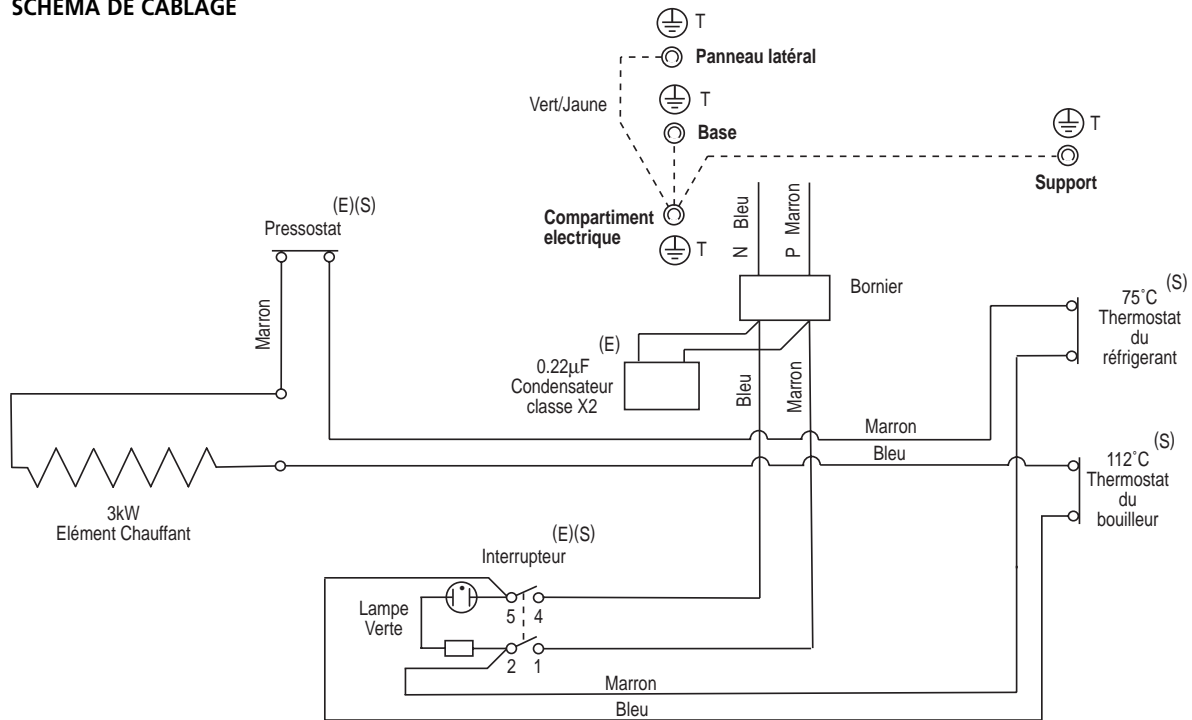 SCHEMA DE CABLAGE
T
Panneau latéral
Vert/Jaune
T
Base
T
Support
Compartiment
electrique
T
N Bleu
P Marron
Bornier
(E)(S)
Pressostat
Marron
(E)
0.22µF
Condensateur
classe X2
Bleu
Marron
(S)
75˚C
Thermostat
du
réfrigerant
Marron
Bleu
(S)
112˚C
Thermostat
du
bouilleur
3kW
Elément Chauffant
(E)(S)
Interrupteur
Lampe
Verte
5 4
2 1
Marron
Bleu